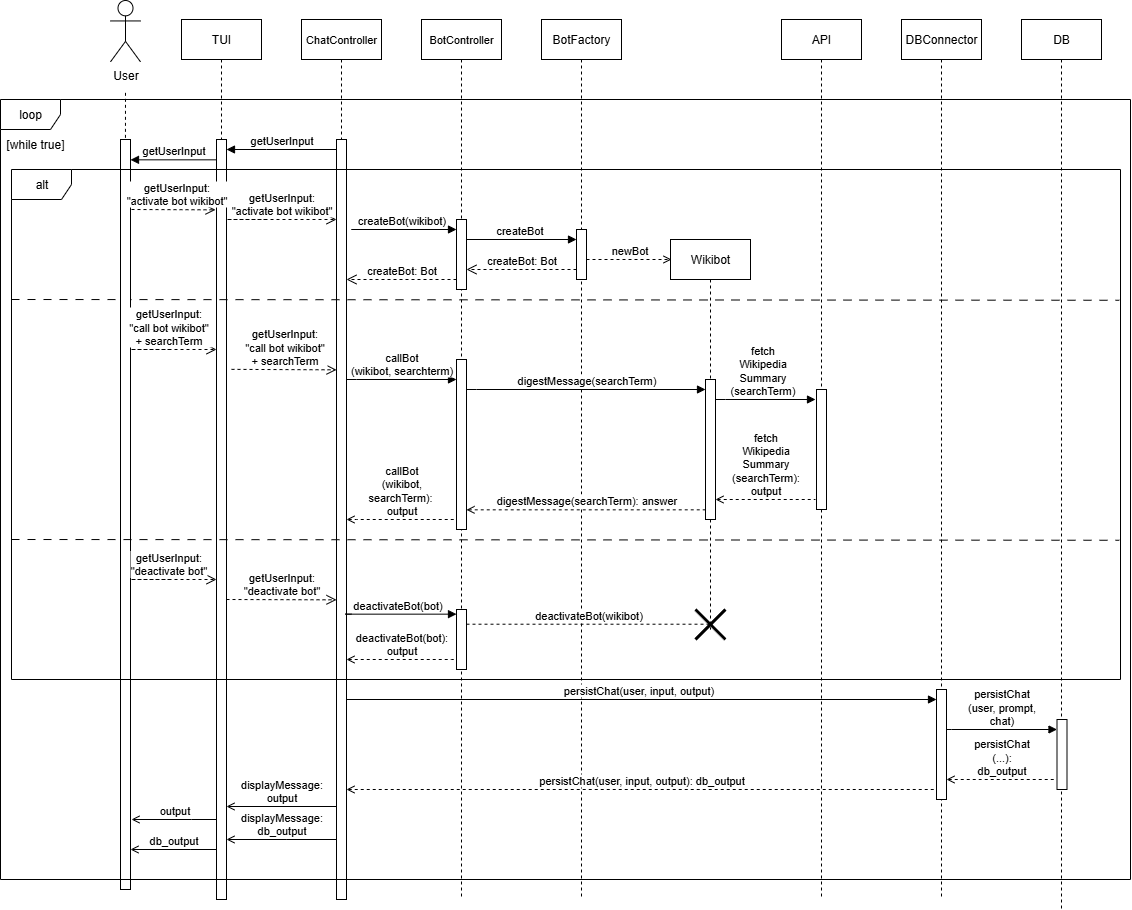 User
TUI
ChatController
BotController
BotFactory
API
DBConnector
DB
loop
[while true]
getUserInput
getUserInput
alt
getUserInput:
"activate bot wikibot"
getUserInput:
"activate bot wikibot"
createBot(wikibot)
createBot
newBot
Wikibot
createBot: Bot
createBot: Bot
getUserInput:
"call bot wikibot"
+ searchTerm
getUserInput:
"call bot wikibot"
+ searchTerm
callBot
(wikibot, searchterm)
digestMessage(searchTerm)
fetch
Wikipedia
Summary
(searchTerm)
fetch
Wikipedia
Summary
(searchTerm):
output
digestMessage(searchTerm): answer
callBot
(wikibot,
searchTerm):
output
getUserInput:
"deactivate bot"
getUserInput:
"deactivate bot"
deactivateBot(bot)
deactivateBot(wikibot)
deactivateBot(bot):
output
persistChat(user, input, output)
persistChat
(user, prompt,
chat)
persistChat
(...):
db_output
persistChat(user, input, output): db_output
displayMessage:
output
output
displayMessage:
db_output
db_output